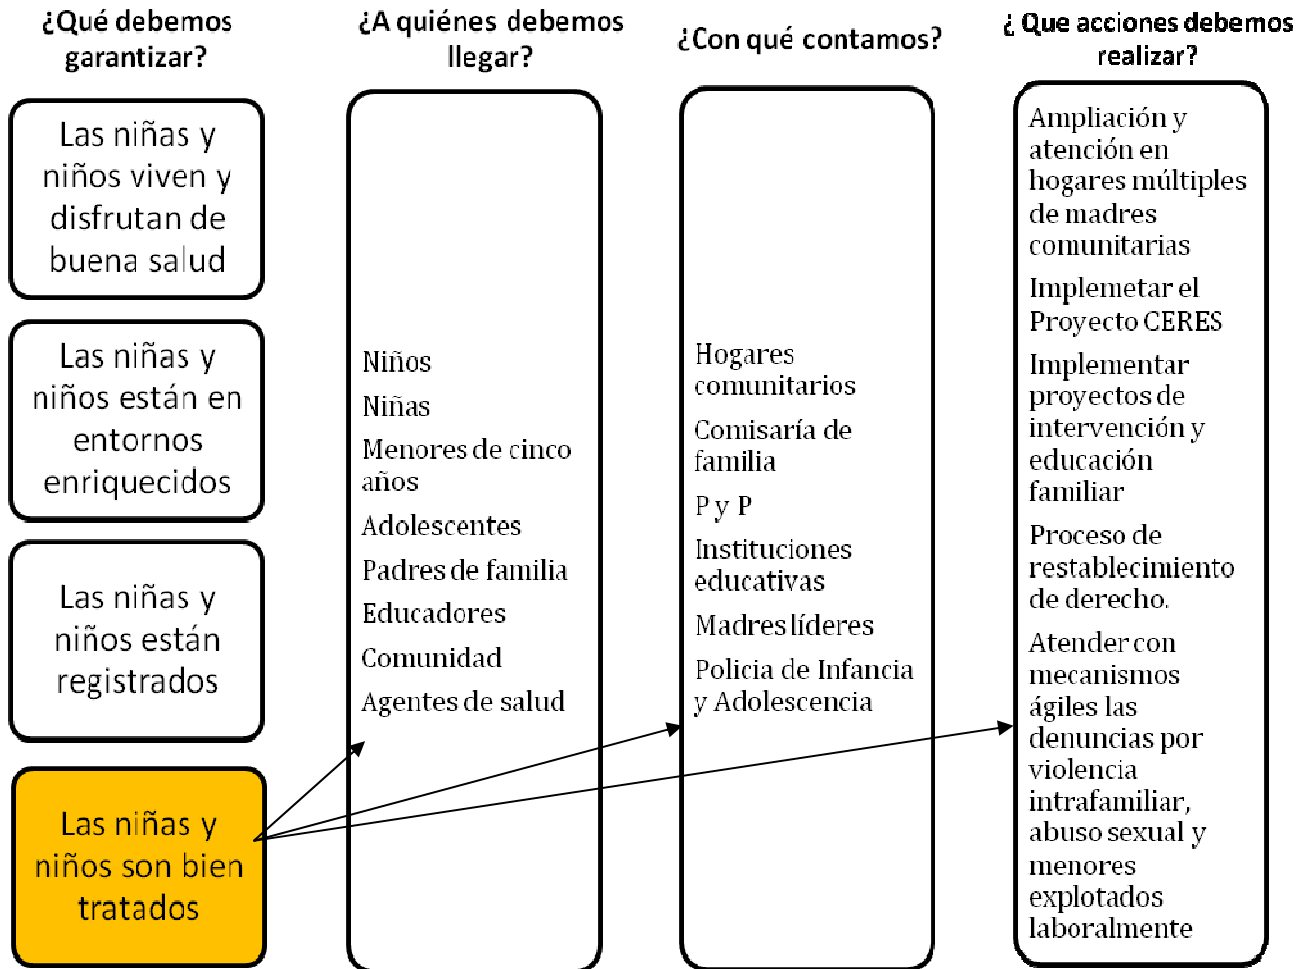 ¿Qué debemos
garantizar?
Las niñas y
niños viven y
disfrutan de
buena salud
Las niñas y
niños están en
entornos
enriquecidos
Las niñas y
niños están
registrados
Las niñas y
niños son bien
tratados
¿A quiénes debemos
llegar?
Niños
Niñas
Menores de cinco
años
Adolescentes
Padres de familia
Educadores
Comunidad
Agentes de salud
¿Con qué contamos?
Hogares
comunitarios
Comisaría de
familia
P y P
Instituciones
educativas
Madres líderes
Policia de Infancia
y Adolescencia
¿ Que acciones debemos
realizar?
Ampliación y
atención en
hogares múltiples
de madres
comunitarias
Implemetar el
Proyecto CERES
Implementar
proyectos de
intervención y
educación
familiar
Proceso de
restablecimiento
de derecho.
Atender con
mecanismos
ágiles las
denuncias por
violencia
intrafamiliar,
abuso sexual y
menores
explotados
laboralmente